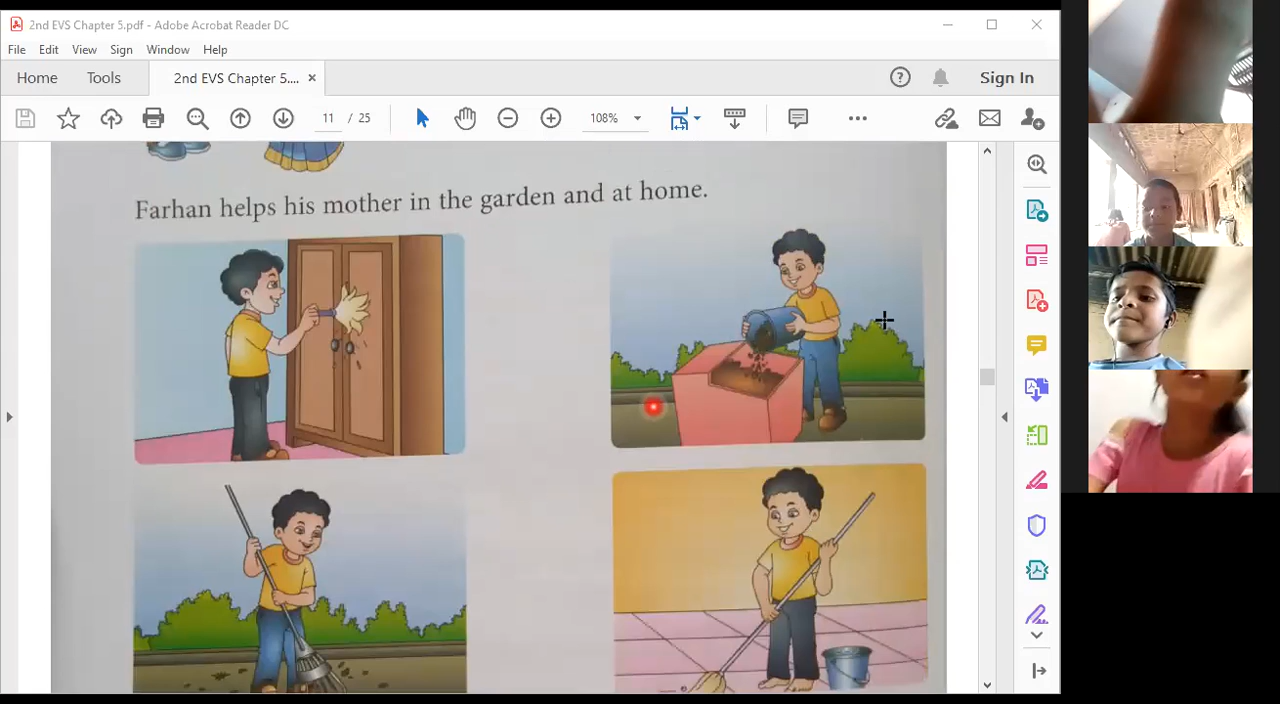 2nd EVS Chapter 5.pdf - Adobe Acrobat Reader DC
File Edit View Sign Window Help
Home Tools 2nd EVS Chapter 5.... × Sign In
11 / 25 108%
Farhan helps his mother in the garden and at home.